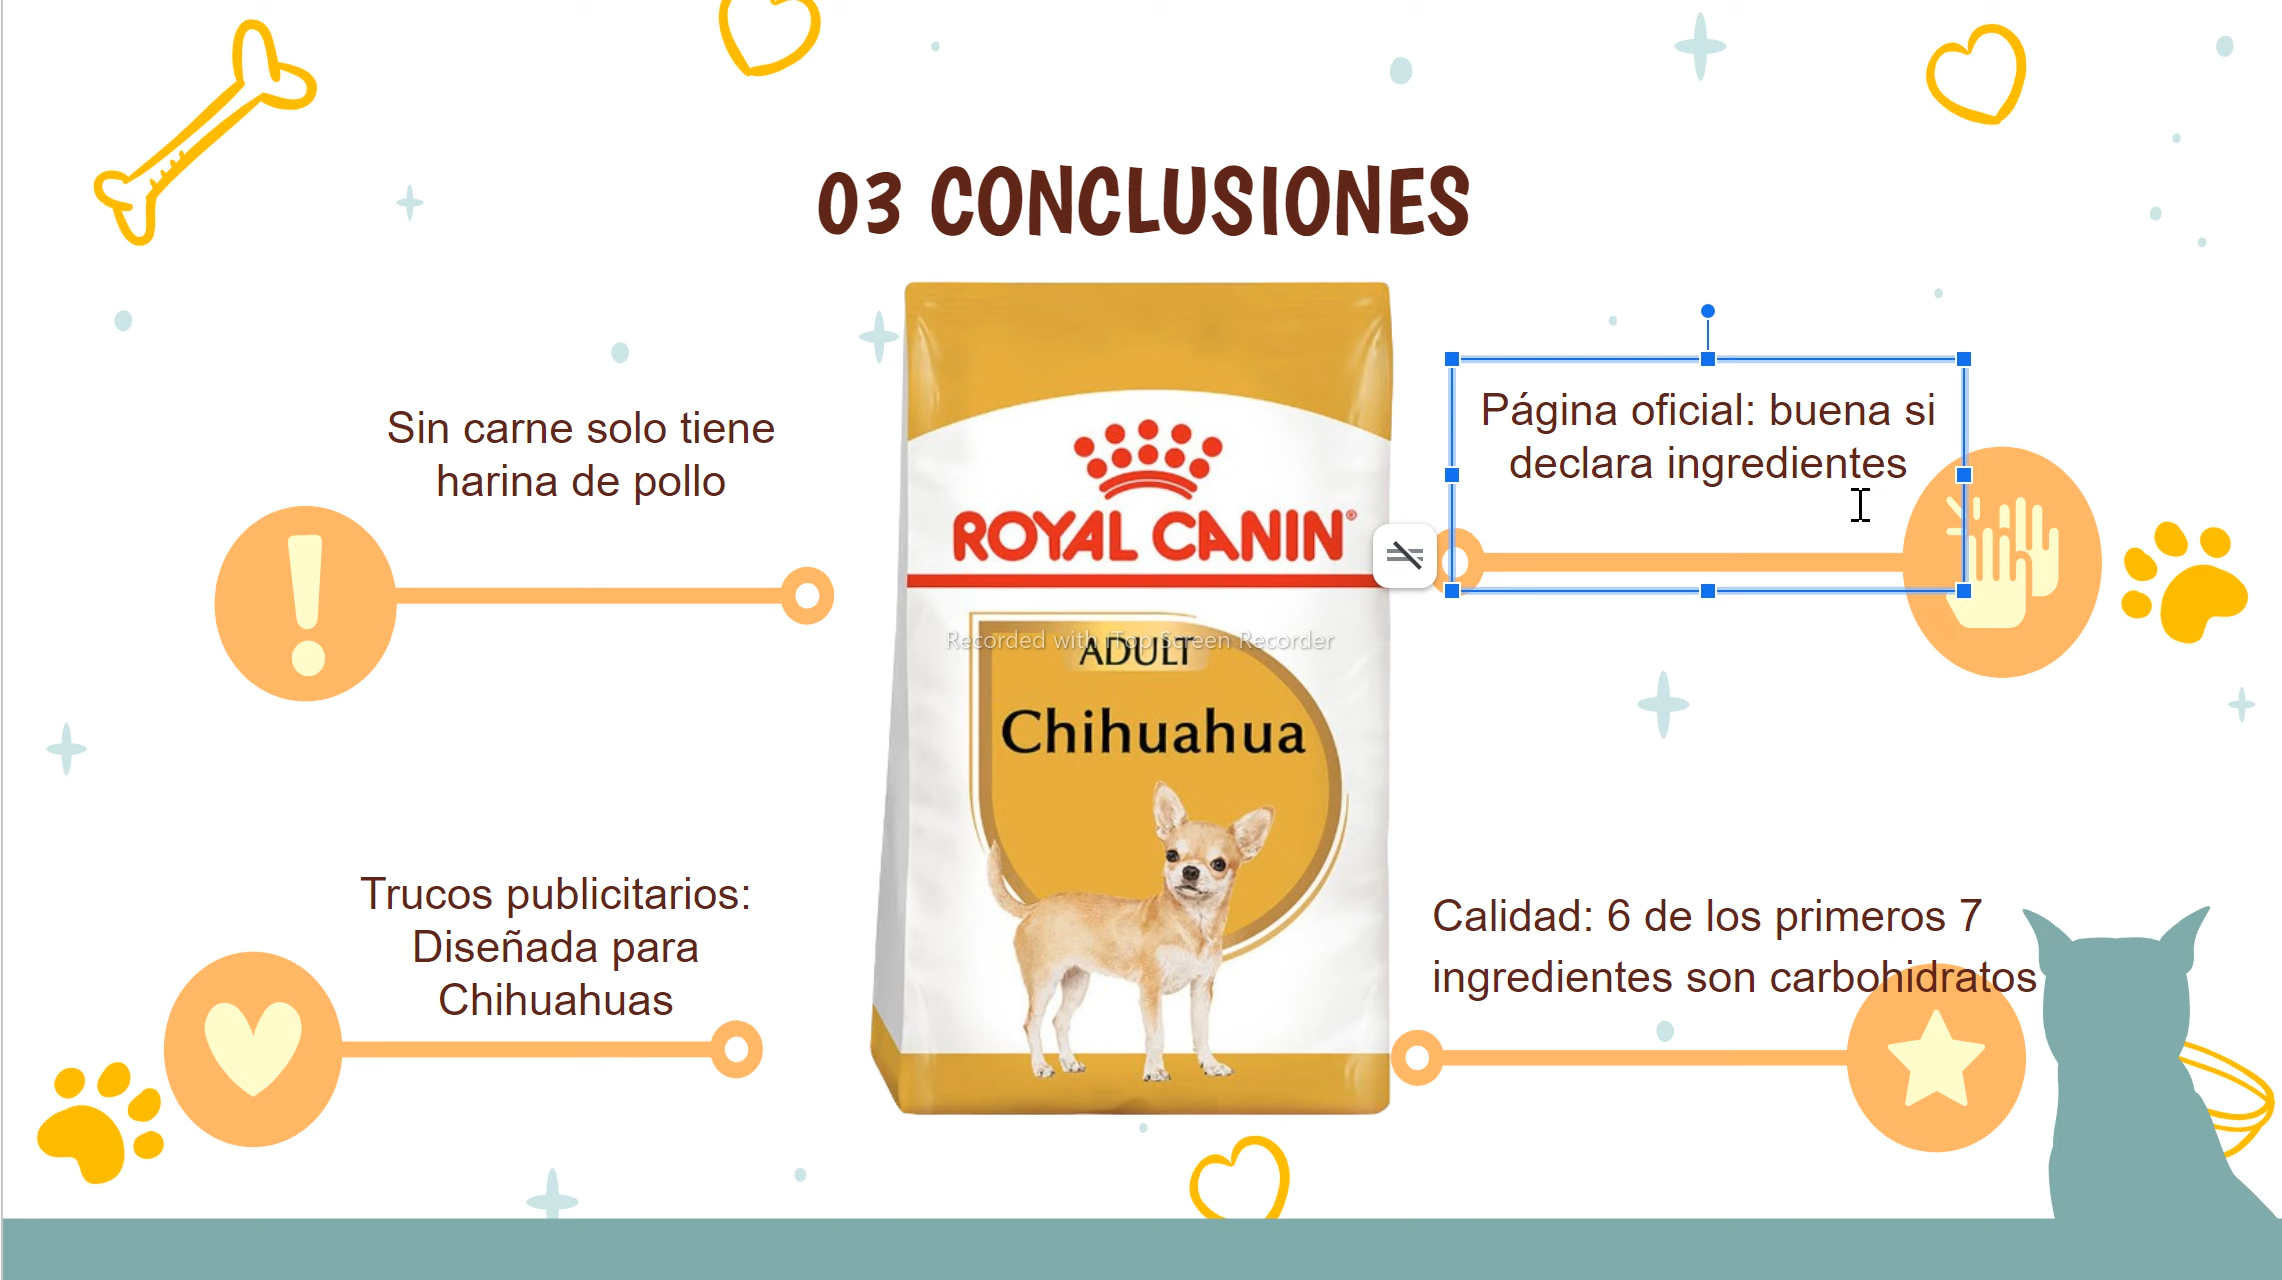 03 CONCLUSIONES
Sin carne solo tiene
harina de pollo
Página oficial: buena si
declara ingredientes
ROYAL CANIN®
Recorded with iTop Screen Recorder
ADULT
Chihuahua
Trucos publicitarios:
Diseñada para
Chihuahuas
Calidad: 6 de los primeros 7
ingredientes son carbohidratos